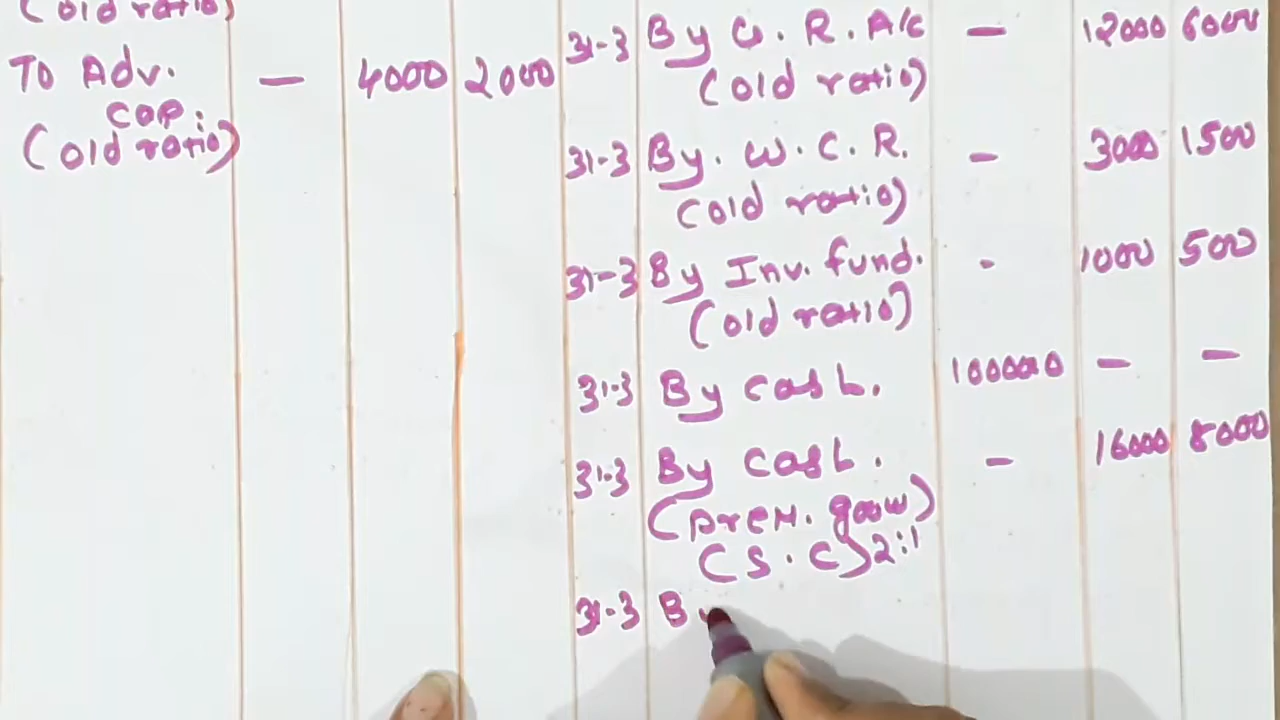 (old ratio)
To Adv. — 4000 2000
cap.
(old ratio)
31-3 By G. R. A/c — 12000 6000
(old ratio)
31-3 By. W. C. R. - 3000 1500
(old ratio)
31-3 By Inv. fund. - 1000 500
(old ratio)
31-3 By cash. 100000 — —
31-3 By cash. - 16000 8000
(prem. goow)
(S. C) 2:1
31-3 By